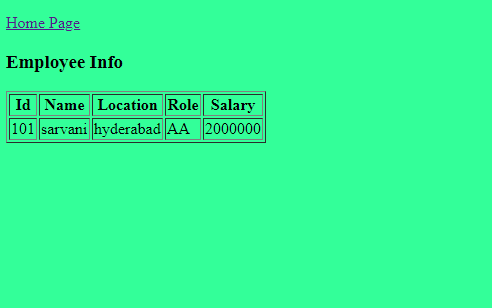 Home Page
Employee Info
Id Name Location Role Salary
101 sarvani hyderabad AA 2000000